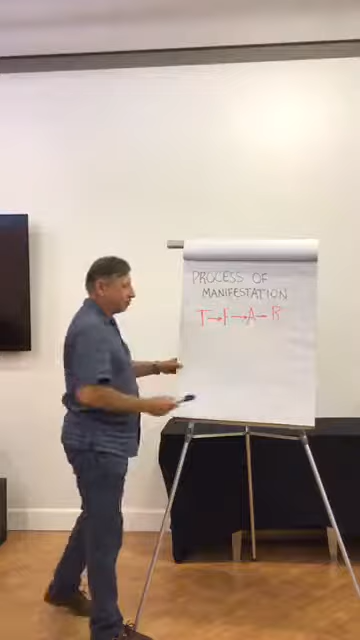 PROCESS OF
MANIFESTATION
T→F→A→R